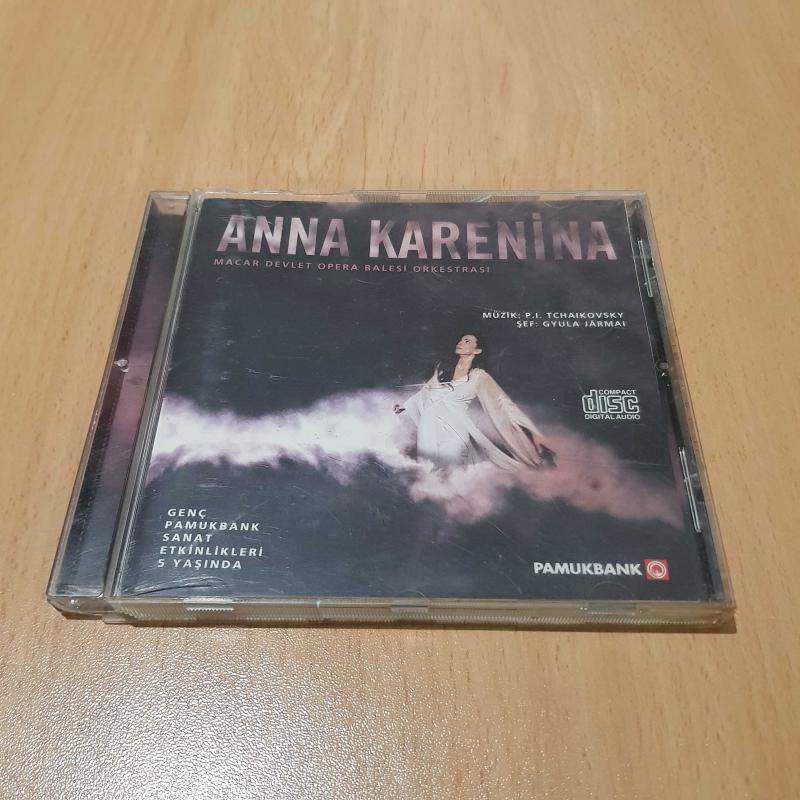 ANNA KARENİNA
MACAR DEVLET OPERA BALESİ ORKESTRASI
MÜZİK: P.I. TCHAIKOVSKY
ŞEF: GYULA JÁRMAI
COMPACT
disc
DIGITAL AUDIO
GENÇ
PAMUKBANK
SANAT
ETKİNLİKLERİ
5 YAŞINDA
PAMUKBANK